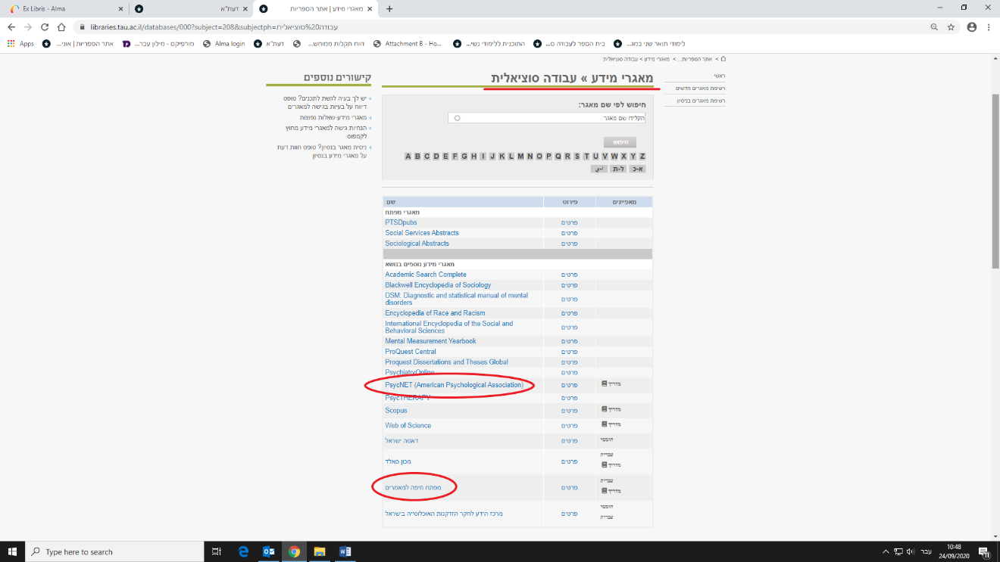 Ex Libris - Alma
דעת"א
מאגרי מידע | אתר הספריות
libraries.tau.ac.il/databases/000?subject=208&subjectph=עבודה%20סוציאלית
Apps
אתר הספריות | אוני...
מורפיקס - מילון עבר...
Alma login
דעת"א
דווח תקלות ממוחש...
Attachment B - Ho...
התוכנית ללימודי נשי...
בית הספר לעבודה ס...
לימודי תואר שני במג...
אתר הספריות... > מאגרי מידע > עבודה סוציאלית
ראשי
רשימת מאגרים חדשים
רשימת מאגרים בניסיון
מאגרי מידע » עבודה סוציאלית
חיפוש לפי שם מאגר:
הקלידו שם מאגר
חיפוש
A B C D E F G H I J K L M N O P Q R S T U V W X Y Z
א-כ ל-ת
קישורים נוספים
יש לך בעיה לגשת לתכנים? טופס
דיווח על בעיות בגישה למאגרים
מאגרי מידע-שאלות נפוצות
הנחיות גישה למאגרי מידע מחוץ
לקמפוס
ניסית מאגר בנסיון? טופס חוות דעת
על מאגרי מידע בנסיון
שם פירוט מאפיינים
מאגרי מפתח
PTSDpubs פרטים
Social Services Abstracts פרטים
Sociological Abstracts פרטים
מאגרי מידע נוספים בנושא
Academic Search Complete פרטים
Blackwell Encyclopedia of Sociology פרטים
DSM: Diagnostic and statistical manual of mental
disorders פרטים
Encyclopedia of Race and Racism פרטים
International Encyclopedia of the Social and
Behavioral Sciences פרטים
Mental Measurement Yearbook פרטים
ProQuest Central פרטים
Proquest Dissertations and Theses Global פרטים
PsychiatryOnline פרטים
PsycNET (American Psychological Association) פרטים מדריך
PsycTHERAPY פרטים
Scopus פרטים מדריך
Web of Science פרטים מדריך
דאטה ישראל פרטים חופשי
מכון סאלד פרטים עברית
מדריך
מפתח חיפה למאמרים פרטים עברית
מדריך
מרכז הידע לחקר הזדקנות האוכלוסייה בישראל פרטים חופשי
עברית
Type here to search
עבר
10:48
24/09/2020
11